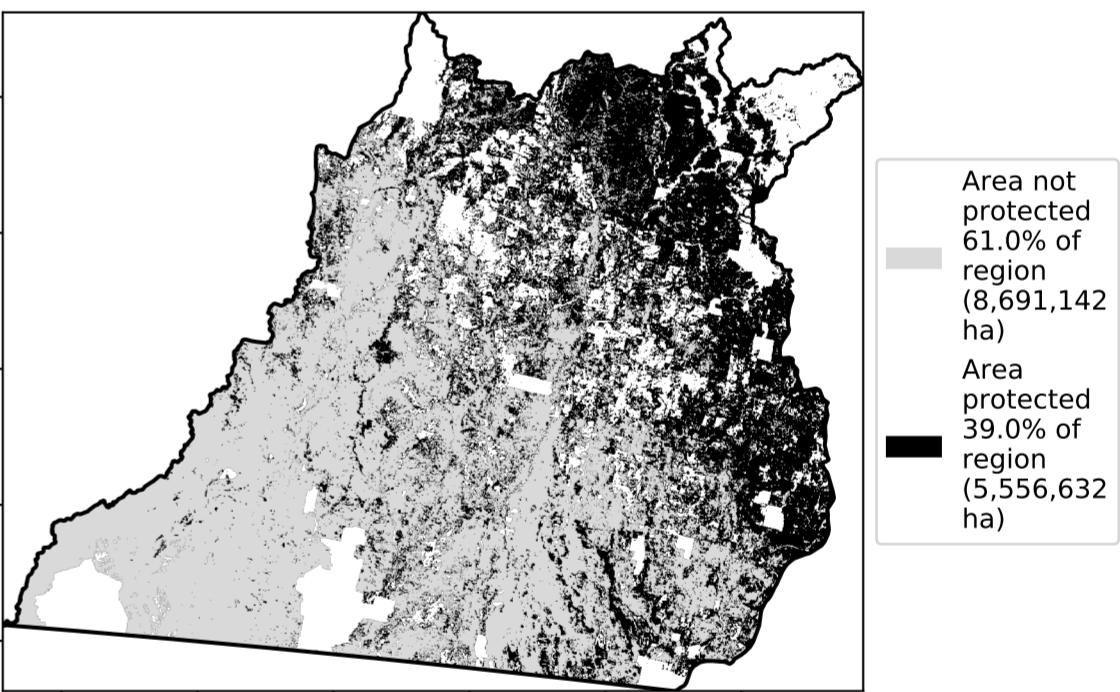 Area not
protected
61.0% of
region
(8,691,142
ha)
Area
protected
39.0% of
region
(5,556,632
ha)